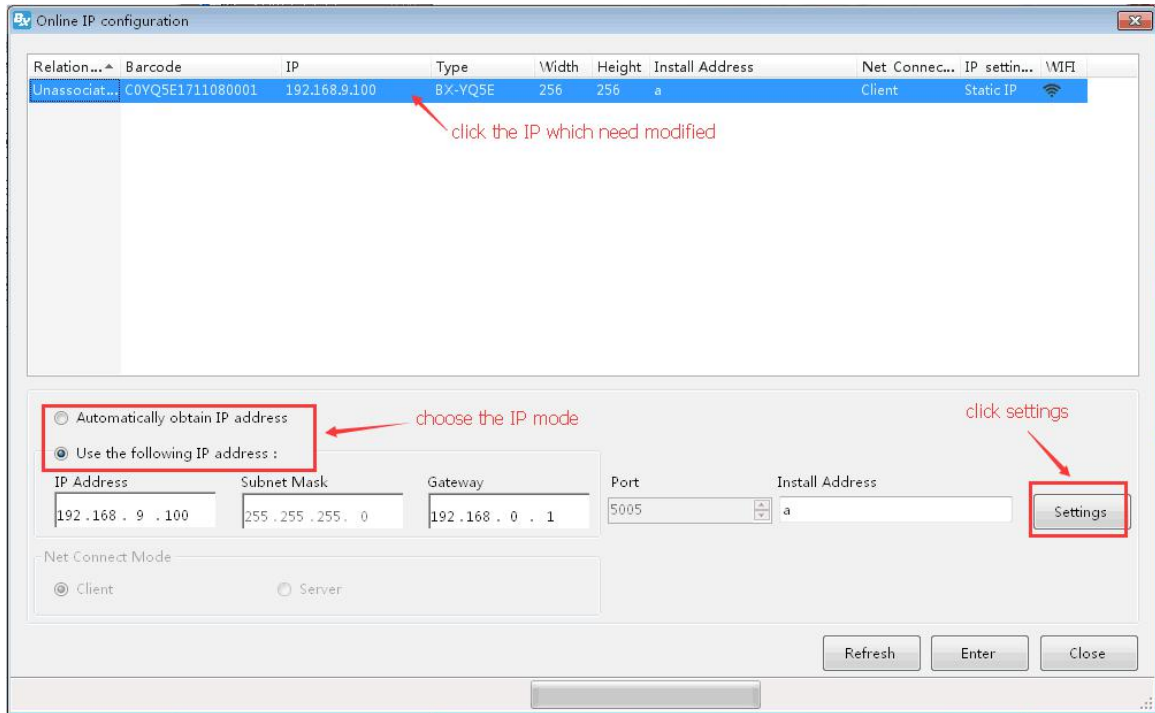 BX Online IP configuration
Relation... Barcode IP Type Width Height Install Address Net Connec... IP settin... WIFI
Unassociat... C0YQ5E1711080001 192.168.9.100 BX-YQ5E 256 256 a Client Static IP
click the IP which need modified
Automatically obtain IP address
choose the IP mode
click settings
Use the following IP address :
IP Address Subnet Mask Gateway Port Install Address
192.168 . 9 .100 255.255.255. 0 192.168 . 0 . 1 5005 a Settings
Net Connect Mode
Client Server
Refresh Enter Close